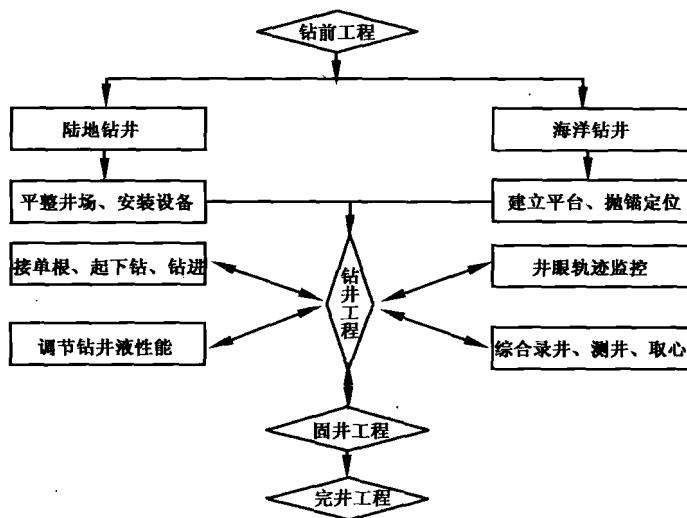 钻前工程
陆地钻井
海洋钻井
平整井场、安装设备
建立平台、抛锚定位
接单根、起下钻、钻进
钻井工程
井眼轨迹监控
调节钻井液性能
综合录井、测井、取心
固井工程
完井工程